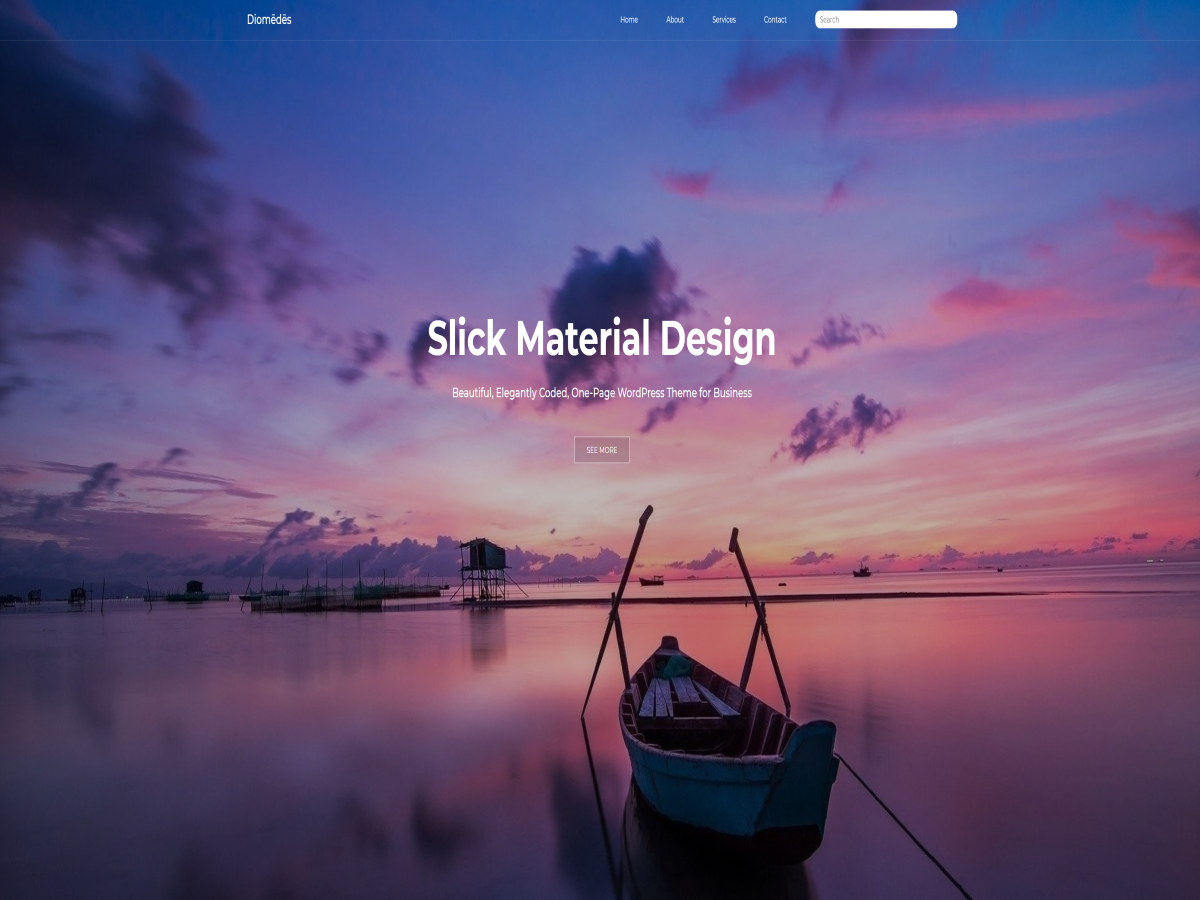 Diomēdēs
Home
About
Services
Contact
Search
Slick Material Design
Beautiful, Elegantly Coded, One-Page WordPress Theme for Business
SEE MORE